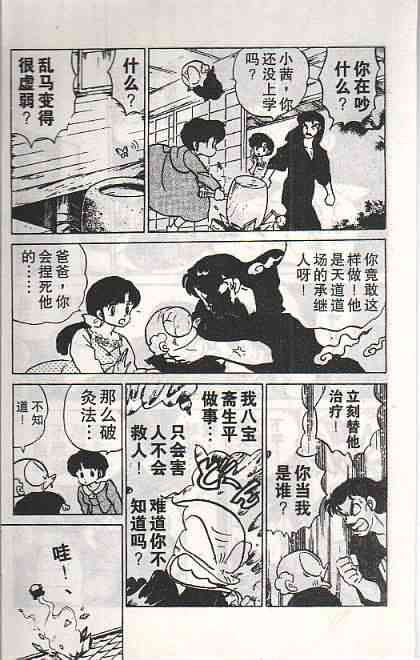 你在吵
什么？
小茜，你
还没上学
吗？
什么？
乱马变得
很虚弱？
你竟敢这
样做！他
是天道道
场的承继
人呀！
爸爸，你
会捏死他
的……
立刻替他
治疗！
你当我
是谁？
我八宝
斋生平
做事…
只会害
人不会
救人！
难道你不
知道吗？
那么破
灸法…
不知
道！
哇！